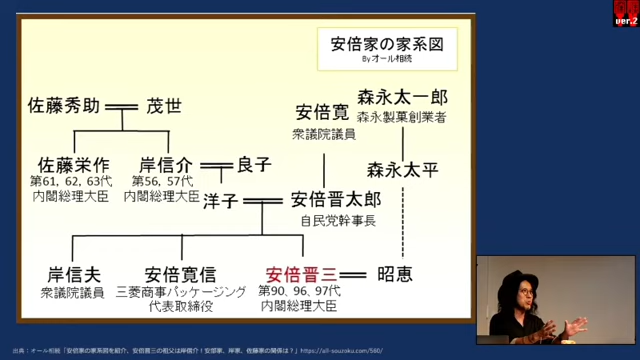 ver.2
安倍家の家系図
Byオール相続
佐藤秀助
茂世
安倍寛
衆議院議員
森永太一郎
森永製菓創業者
佐藤栄作
第61, 62, 63代
内閣総理大臣
岸信介
第56, 57代
内閣総理大臣
良子
森永太平
洋子
安倍晋太郎
自民党幹事長
岸信夫
衆議院議員
安倍寛信
三菱商事パッケージング
代表取締役
安倍晋三
第90, 96, 97代
内閣総理大臣
昭恵
出典：オール相続「安倍家の家系図を紹介、安倍晋三の祖父は岸信介！安部家、岸家、佐藤家の関係は？」https://all-souzoku.com/580/